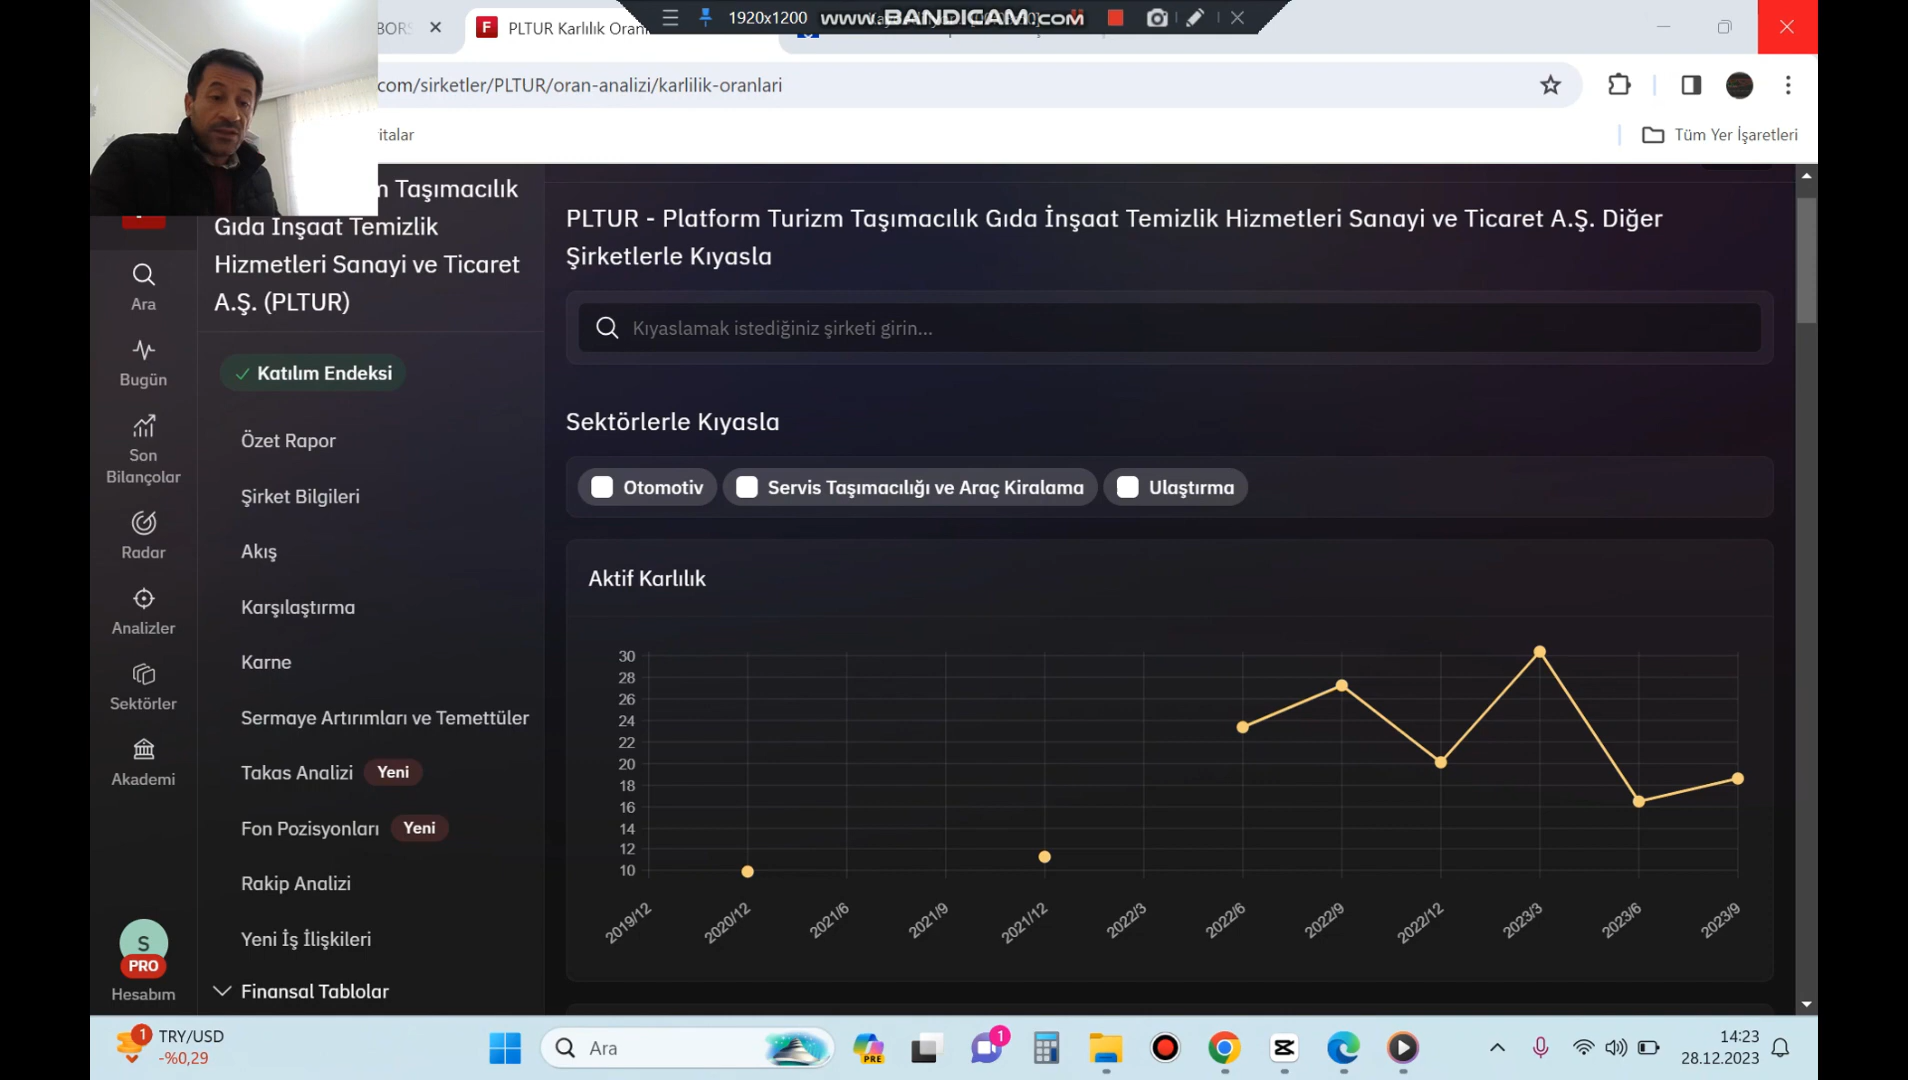 1920x1200
www.BANDICAM.com
BORS
PLTUR Karlılık Oran
com/sirketler/PLTUR/oran-analizi/karlilik-oranlari
ritalar
Tüm Yer İşaretleri
m Taşımacılık
Gıda İnşaat Temizlik
Hizmetleri Sanayi ve Ticaret
A.Ş. (PLTUR)
Ara
Bugün
Son
Bilançolar
Radar
Analizler
Sektörler
Akademi
S
PRO
Hesabım
Katılım Endeksi
Özet Rapor
Şirket Bilgileri
Akış
Karşılaştırma
Karne
Sermaye Artırımları ve Temettüler
Takas Analizi Yeni
Fon Pozisyonları Yeni
Rakip Analizi
Yeni İş İlişkileri
Finansal Tablolar
PLTUR - Platform Turizm Taşımacılık Gıda İnşaat Temizlik Hizmetleri Sanayi ve Ticaret A.Ş. Diğer
Şirketlerle Kıyasla
Kıyaslamak istediğiniz şirketi girin...
Sektörlerle Kıyasla
Otomotiv Servis Taşımacılığı ve Araç Kiralama Ulaştırma
Aktif Karlılık
30
28
26
24
22
20
18
16
14
12
10
2019/12 2020/12 2021/6 2021/9 2021/12 2022/3 2022/6 2022/9 2022/12 2023/3 2023/6 2023/9
1
TRY/USD
-%0,29
Ara
PRE
1
14:23
28.12.2023